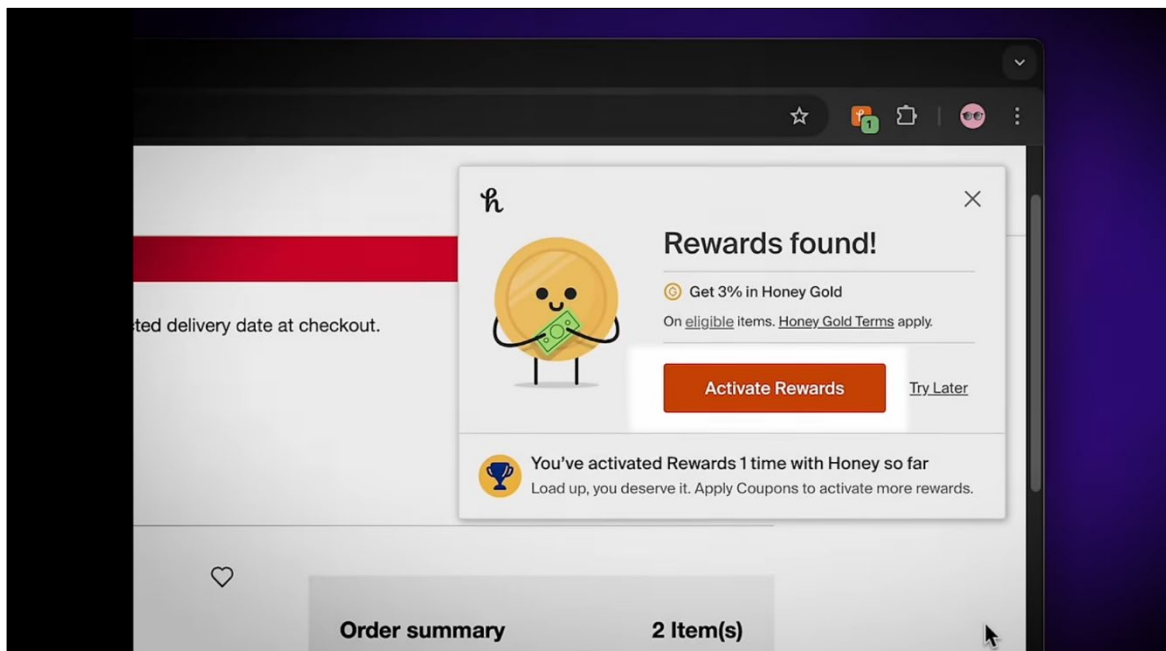 1
Rewards found!
Get 3% in Honey Gold
On eligible items. Honey Gold Terms apply.
Activate Rewards
Try Later
You've activated Rewards 1 time with Honey so far
Load up, you deserve it. Apply Coupons to activate more rewards.
ted delivery date at checkout.
Order summary
2 Item(s)